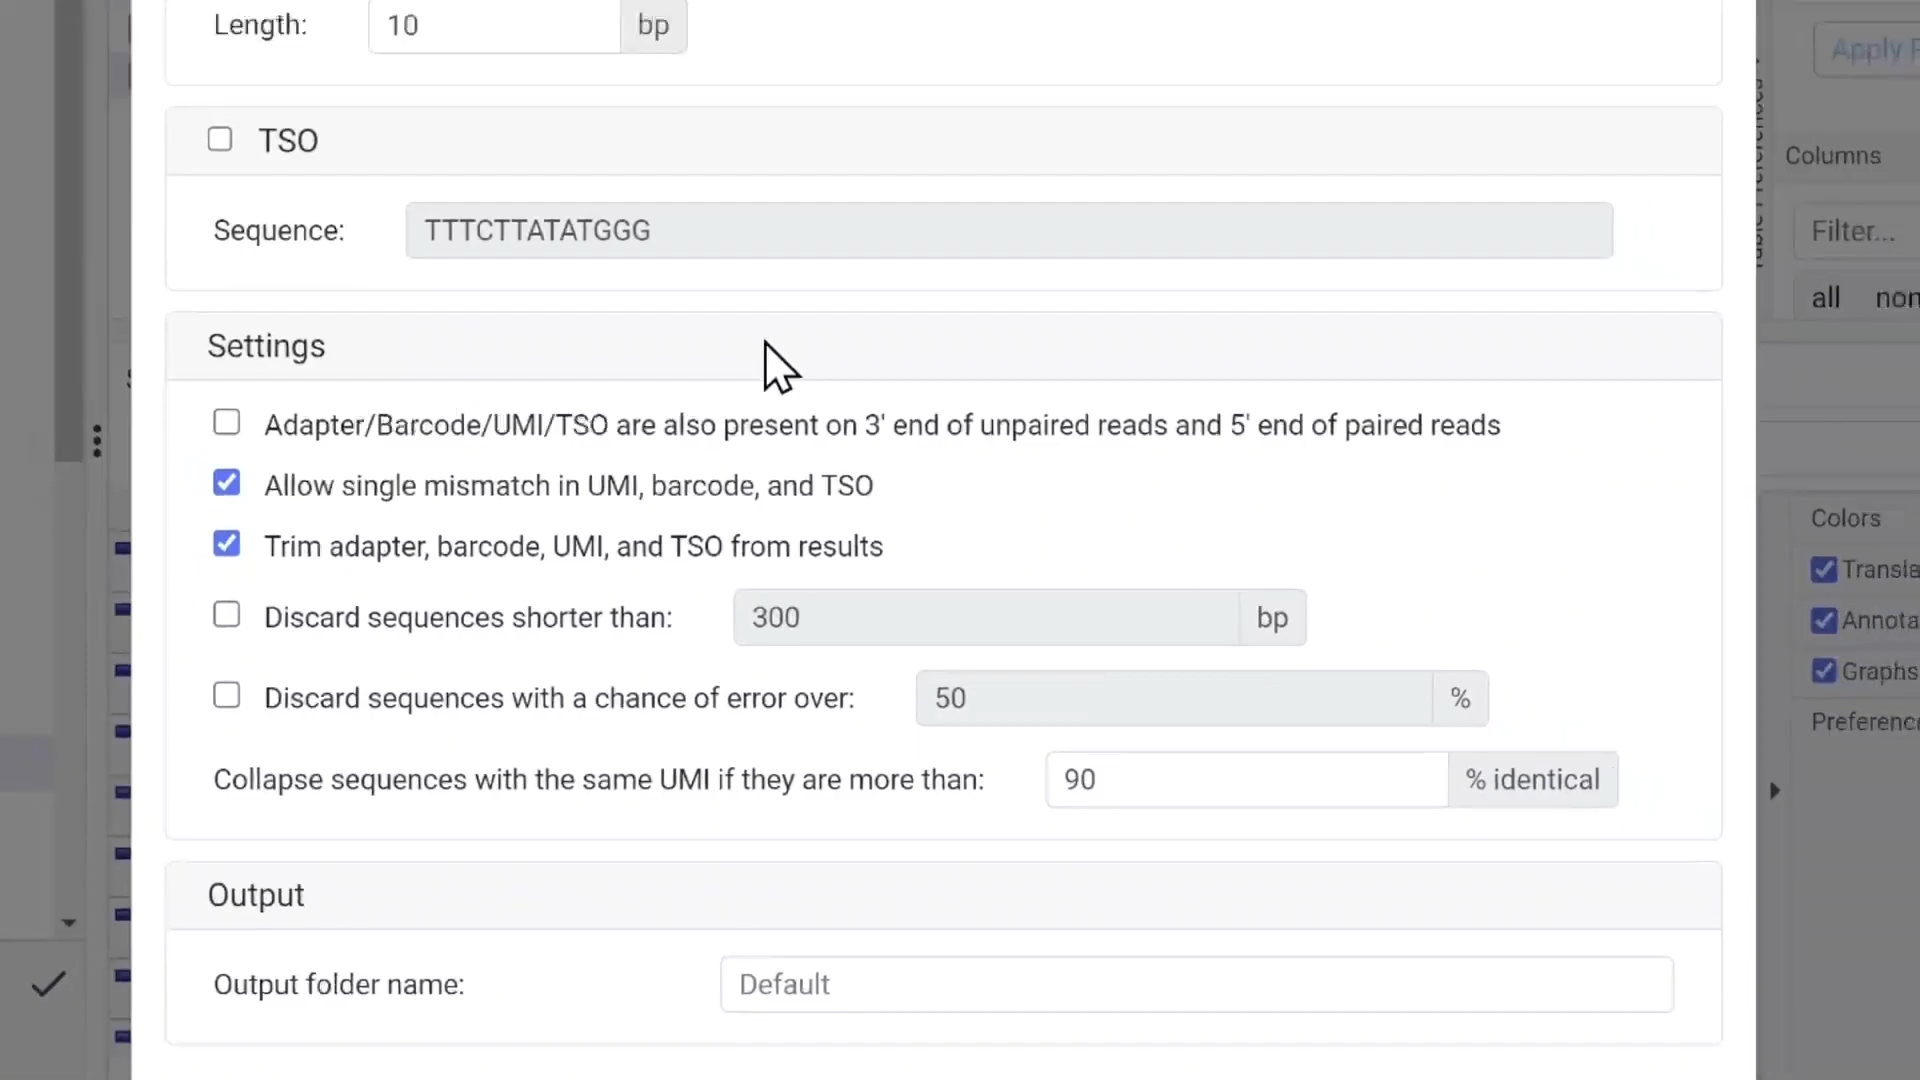 Length: 10 bp
Apply
TSO
Columns
Sequence: TTTCTTATATGGG
Filter...
all
Settings
Adapter/Barcode/UMI/TSO are also present on 3' end of unpaired reads and 5' end of paired reads
Allow single mismatch in UMI, barcode, and TSO
Colors
Trim adapter, barcode, UMI, and TSO from results
Discard sequences shorter than: 300 bp
Graphs
Discard sequences with a chance of error over: 50 %
Collapse sequences with the same UMI if they are more than: 90 % identical
Output
Output folder name: Default